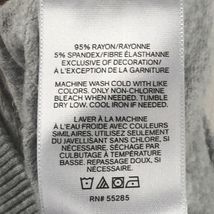 95% RAYON/RAYONNE
5% SPANDEX/FIBRE ÉLASTHANNE
EXCLUSIVE OF DECORATION/
À L'EXCEPTION DE LA GARNITURE
MACHINE WASH COLD WITH LIKE
COLORS. ONLY NON-CHLORINE
BLEACH WHEN NEEDED. TUMBLE
DRY LOW. COOL IRON IF NEEDED.
LAVER À LA MACHINE
À L'EAU FROIDE AVEC COULEURS
SIMILAIRES, UTILISEZ SEULEMENT
DU JAVELLISANT SANS CHLORE, SI
NÉCESSAIRE, SÉCHAGE PAR
CULBUTAGE À TEMPÉRATURE
BASSE. REPASSAGE DOUX, SI
NÉCESSAIRE.
RN# 55285